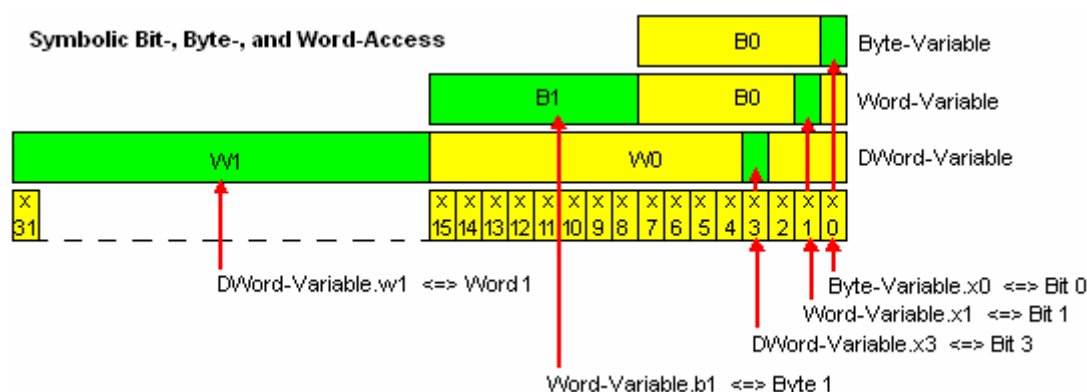 Symbolic Bit-, Byte-, and Word-Access
B0 Byte-Variable
B1 B0 Word-Variable
W1 W0 DWord-Variable
X X X X X X X X X X X X X X X X X
31 15 14 13 12 11 10 9 8 7 6 5 4 3 2 1 0
DWord-Variable.w1 <=> Word 1
Byte-Variable.x0 <=> Bit 0
Word-Variable.x1 <=> Bit 1
DWord-Variable.x3 <=> Bit 3
Word-Variable.b1 <=> Byte 1